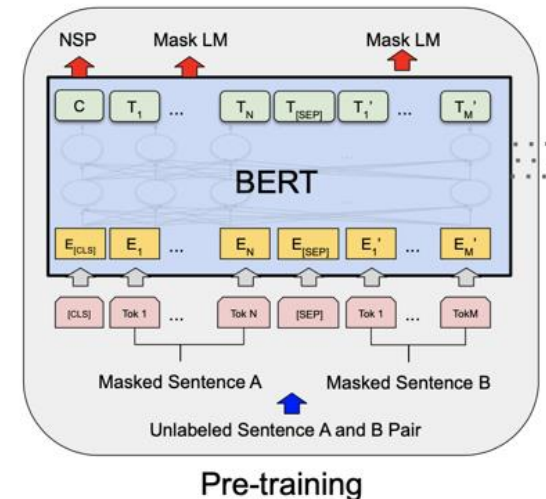 NSP Mask LM Mask LM
C T1 ... TN T[SEP] T1' ... TM'
BERT
E[CLS] E1 ... EN E[SEP] E1' ... EM'
[CLS] Tok 1 ... Tok N [SEP] Tok 1 ... TokM
Masked Sentence A Masked Sentence B
Unlabeled Sentence A and B Pair
Pre-training